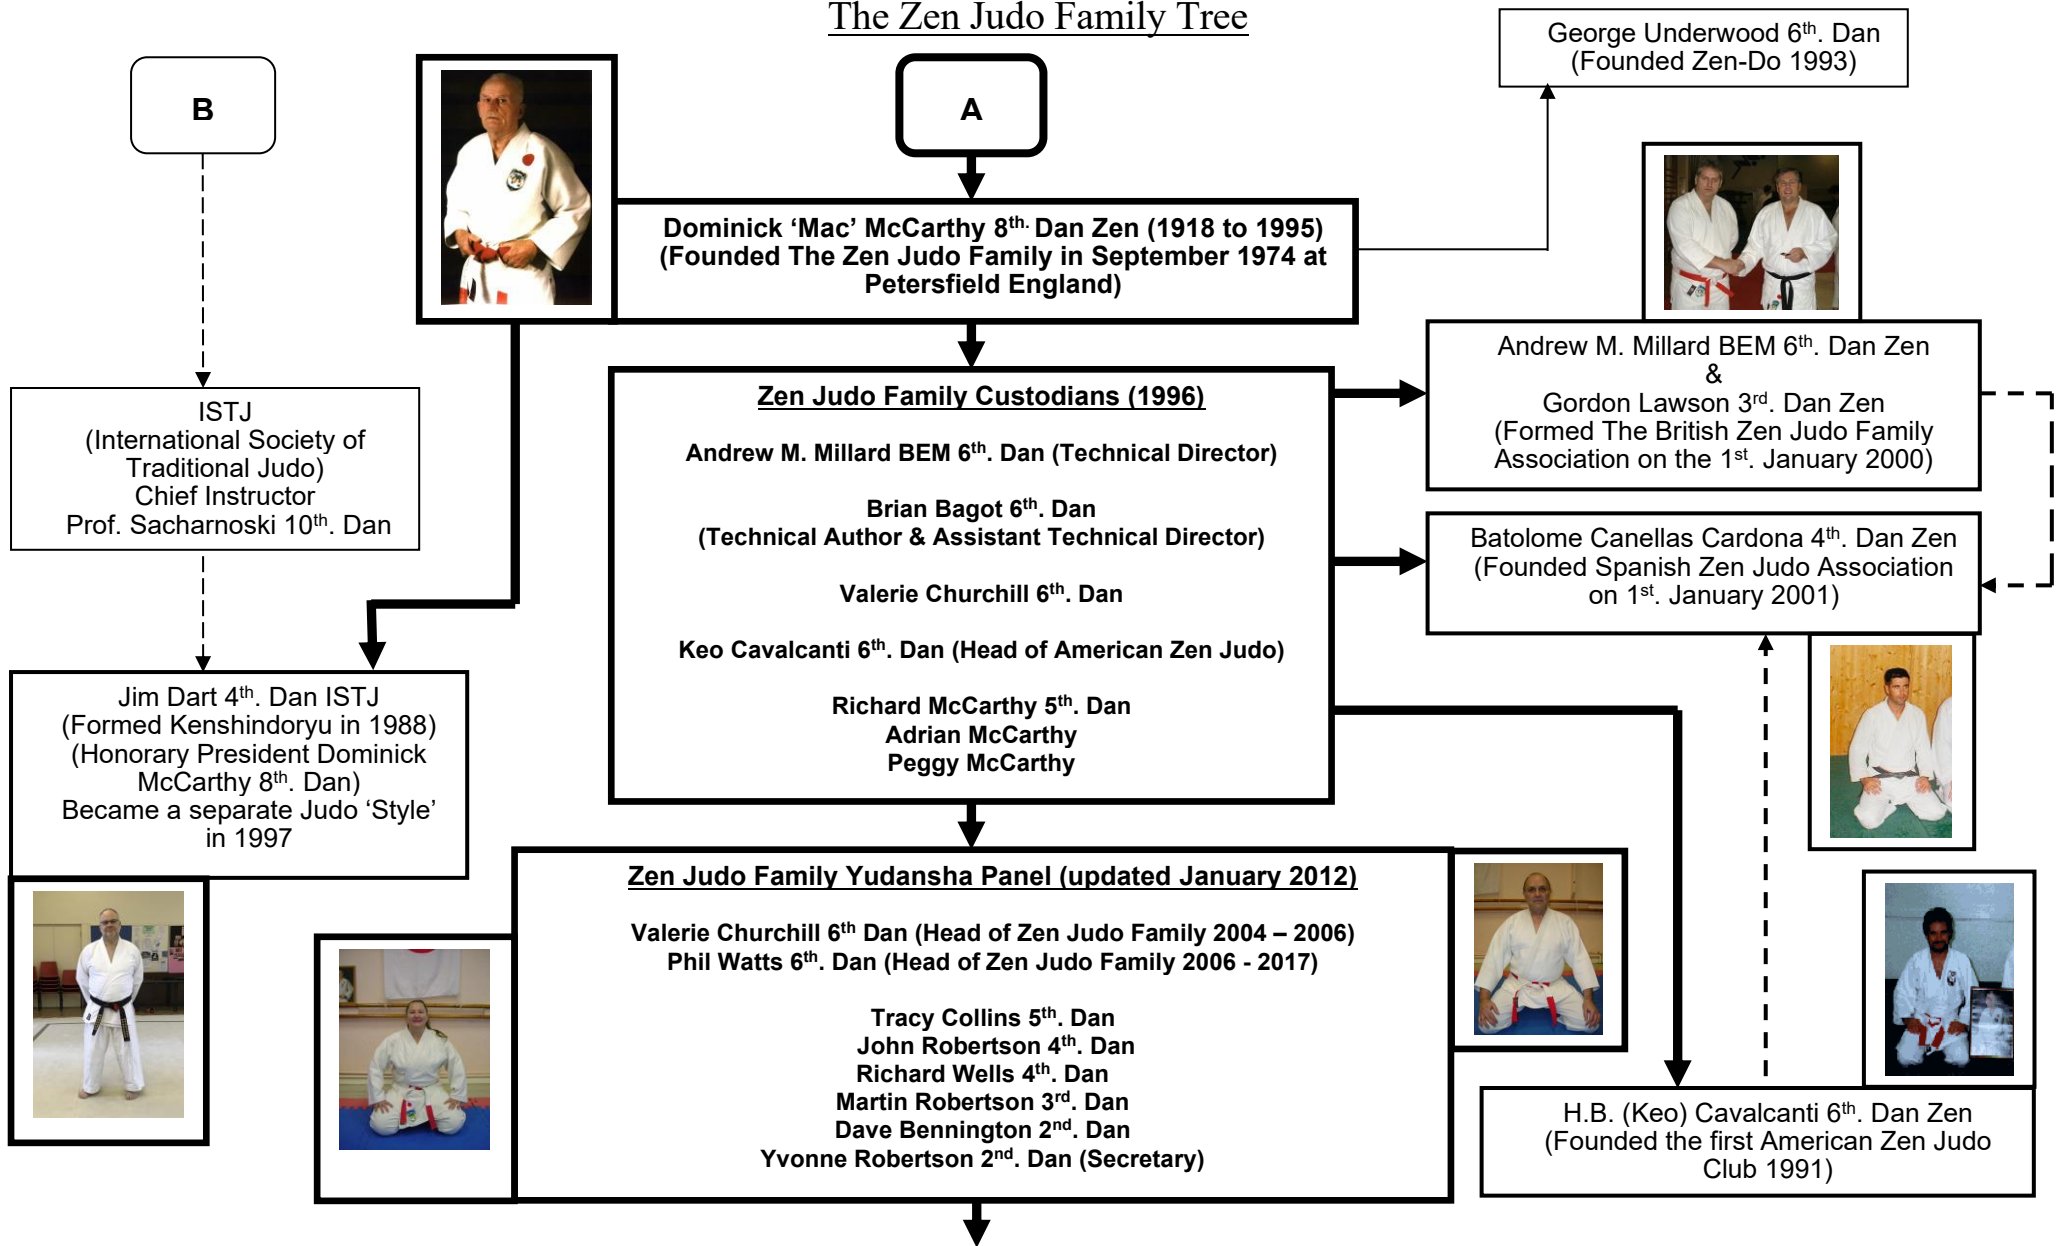 The Zen Judo Family Tree
George Underwood 6th. Dan
(Founded Zen-Do 1993)
B
A
Dominick ‘Mac’ McCarthy 8th. Dan Zen (1918 to 1995)
(Founded The Zen Judo Family in September 1974 at
Petersfield England)
Andrew M. Millard BEM 6th. Dan Zen
&
Gordon Lawson 3rd. Dan Zen
(Formed The British Zen Judo Family
Association on the 1st. January 2000)
ISTJ
(International Society of
Traditional Judo)
Chief Instructor
Prof. Sacharnoski 10th. Dan
Zen Judo Family Custodians (1996)
Andrew M. Millard BEM 6th. Dan (Technical Director)
Brian Bagot 6th. Dan
(Technical Author & Assistant Technical Director)
Valerie Churchill 6th. Dan
Keo Cavalcanti 6th. Dan (Head of American Zen Judo)
Richard McCarthy 5th. Dan
Adrian McCarthy
Peggy McCarthy
Batolome Canellas Cardona 4th. Dan Zen
(Founded Spanish Zen Judo Association
on 1st. January 2001)
Jim Dart 4th. Dan ISTJ
(Formed Kenshindoryu in 1988)
(Honorary President Dominick
McCarthy 8th. Dan)
Became a separate Judo ‘Style’
in 1997
Zen Judo Family Yudansha Panel (updated January 2012)
Valerie Churchill 6th Dan (Head of Zen Judo Family 2004 – 2006)
Phil Watts 6th. Dan (Head of Zen Judo Family 2006 - 2017)
Tracy Collins 5th. Dan
John Robertson 4th. Dan
Richard Wells 4th. Dan
Martin Robertson 3rd. Dan
Dave Bennington 2nd. Dan
Yvonne Robertson 2nd. Dan (Secretary)
H.B. (Keo) Cavalcanti 6th. Dan Zen
(Founded the first American Zen Judo
Club 1991)